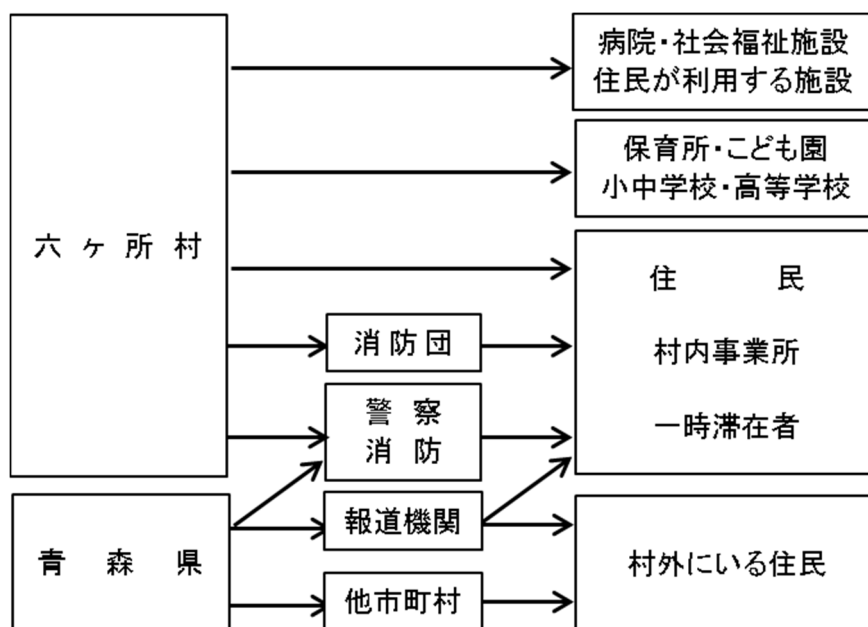 六ヶ所村
青森県
消防団
警察
消防
報道機関
他市町村
病院・社会福祉施設
住民が利用する施設
保育所・こども園
小中学校・高等学校
住民
村内事業所
一時滞在者
村外にいる住民